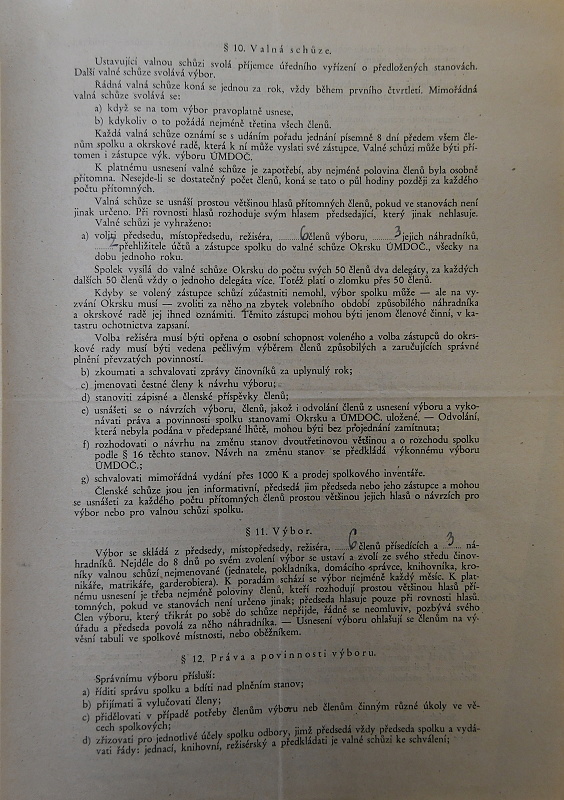 § 10. Valná schůze.
Ustavující valnou schůzi svolá příjemce úředního vyřízení o předložených stanovách.
Další valné schůze svolává výbor.
Řádná valná schůze koná se jednou za rok, vždy během prvního čtvrtletí. Mimořádná
valná schůze svolává se:
a) když se na tom výbor pravoplatně usnese,
b) kdykoliv o to požádá nejméně třetina všech členů.
Každá valná schůze oznámí se s udáním pořadu jednání písemně 8 dní předem všem čle-
nům spolku a okrskové radě, která k ní může vyslati své zástupce. Valné schůzi může býti pří-
tomen i zástupce výk. výboru ÚMDOČ.
K platnému usnesení valné schůze je zapotřebí, aby nejméně polovina členů byla osobně
přítomna. Nesejde-li se dostatečný počet členů, koná se tato o půl hodiny později za každého
počtu přítomných.
Valná schůze se usnáší prostou většinou hlasů přítomných členů, pokud ve stanovách není
jinak určeno. Při rovnosti hlasů rozhoduje svým hlasem předsedající, který jinak nehlasuje.
Valné schůzi je vyhraženo:
a) voliti předsedu, místopředsedu, režiséra, 6 členů výboru, 3 jejich náhradníků,
2 přehlížitele účtů a zástupce spolku do valné schůze Okrsku ÚMDOČ., všecky na
dobu jednoho roku.
Spolek vysílá do valné schůze Okrsku do počtu svých 50 členů dva delegáty, za každých
dalších 50 členů vždy o jednoho delegáta více. Totéž platí o zlomku přes 50 členů.
Kdyby se volený zástupce schůzí zúčastniti nemohl, výbor spolku může — ale na vy-
zvání Okrsku musí — zvoliti za něj na zbytek volebního období způsobilého náhradníka
a okrskové radě jej ihned oznámiti. Těmito zástupci mohou býti jenom členové činní, v ka-
tastru ochotnictva zapsaní.
Volba režiséra musí býti opřena o osobní schopnost voleného a volba zástupců do okrs-
kové rady musí býti vedena pečlivým výběrem členů způsobilých a zaručujících správné
plnění převzatých povinností.
b) zkoumati a schvalovati zprávy činovníků za uplynulý rok;
c) jmenovati čestné členy k návrhu výboru;
d) stanoviti zápisné a členské příspěvky členů;
e) usnášeti se o návrzích výboru, členů, jakož i odvolání členů z usnesení výboru a vyko-
návati práva a povinnosti spolku stanovami Okrsku a ÚMDOČ. uložené. — Odvolání,
která nebyla podána v předepsané lhůtě, mohou býti bez projednání zamítnuta;
f) rozhodovati o návrhu na změnu stanov dvoutřetinovou většinou a o rozchodu spolku
podle § 16 těchto stanov. Návrh na změnu stanov se předkládá výkonnému výboru
ÚMDOČ.;
g) schvalovati mimořádná vydání přes 1000 K a prodej spolkového inventáře.
Členské schůze jsou jen informativní, předsedá jim předseda nebo jeho zástupce a mohou
se usnášeti za každého počtu přítomných členů prostou většinou jejich hlasů o návrzích pro
výbor nebo pro valnou schůzi spolku.
§ 11. Výbor.
Výbor se skládá z předsedy, místopředsedy, režiséra, 6 členů přísedících a 3 ná-
hradníků. Nejdéle do 8 dnů po svém zvolení výbor se ustaví a zvolí ze svého středu činov-
níky valnou schůzí nejmenované (jednatele, pokladníka, domácího správce, knihovníka, kro-
nikáře, matrikáře, garderobiera). K poradám schází se výbor nejméně každý měsíc. K plat-
nému usnesení je třeba nejméně poloviny členů, kteří rozhodují prostou většinou hlasů pří-
tomných, pokud ve stanovách není určeno jinak; předseda hlasuje pouze při rovnosti hlasů.
Člen výboru, který třikrát po sobě do schůze nepřijde, řádně se neomluviv, pozbývá svého
úřadu a předseda povolá za něho náhradníka. — Usnesení výboru ohlašují se členům na vý-
věsní tabuli ve spolkové místnosti, nebo oběžníkem.
§ 12. Práva a povinnosti výboru.
Správnímu výboru přísluší:
a) říditi správu spolku a bdíti nad plněním stanov;
b) přijímati a vylučovati členy;
c) přidělovati v případě potřeby členům výboru neb členům činným různé úkoly ve vě-
cech spolkových;
d) zřizovati pro jednotlivé účely spolku odbory, jimž předsedá vždy předseda spolku a vydá-
vati řády: jednací, knihovní, režisérský a předkládati je valné schůzi ke schválení;